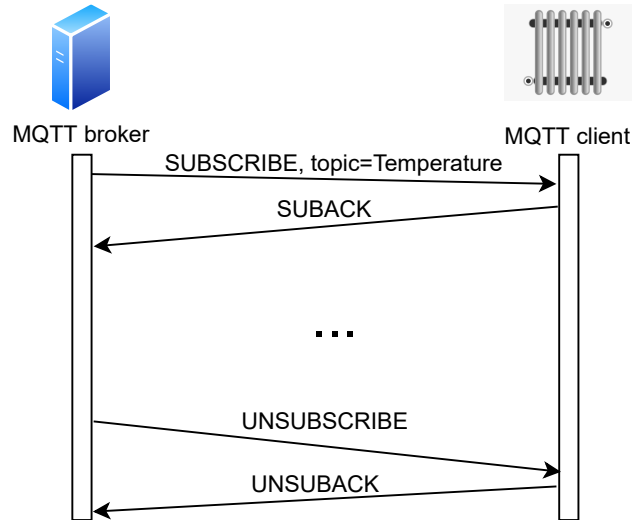 MQTT broker
MQTT client
SUBSCRIBE, topic=Temperature
SUBACK
...
UNSUBSCRIBE
UNSUBACK